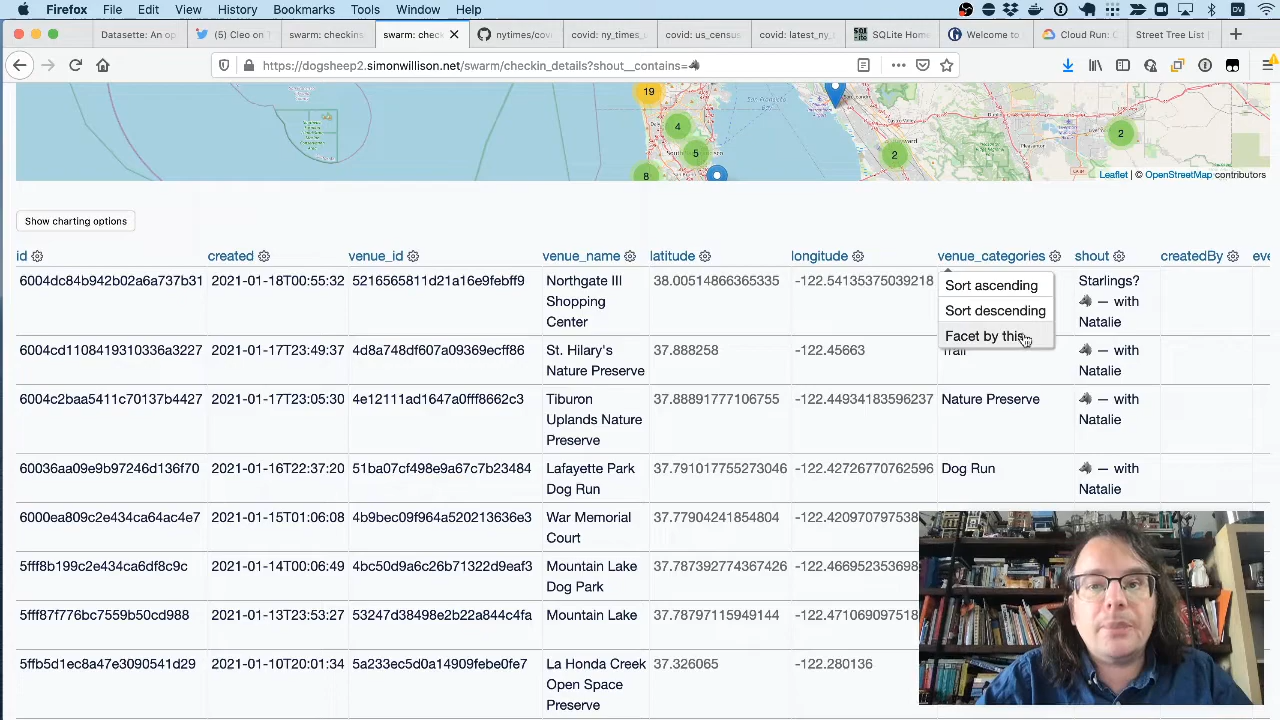 Firefox File Edit View History Bookmarks Tools Window Help
Datasette: An op
(5) Cleo on T
swarm: checkins
swarm: chec
nytimes/cov
covid: ny_times_
covid: us_census
covid: latest_ny_
SQLite Home
Welcome to
Cloud Run: C
Street Tree List
https://dogsheep2.simonwillison.net/swarm/checkin_details?shout__contains=🐺
19
4
5
8
2
2
Leaflet | © OpenStreetMap contributors
Show charting options
id created venue_id venue_name latitude longitude venue_categories shout createdBy eve
6004dc84b942b02a6a737b31 2021-01-18T00:55:32 5216565811d21a16e9febff9 Northgate III Shopping Center 38.00514866365335 -122.54135375039218 Starlings? 🐺 — with Natalie
Sort ascending
Sort descending
Facet by this
6004cd1108419310336a3227 2021-01-17T23:49:37 4d8a748df607a09369ecff86 St. Hilary's Nature Preserve 37.888258 -122.45663 Trail 🐺 — with Natalie
6004c2baa5411c70137b4427 2021-01-17T23:05:30 4e12111ad1647a0fff8662c3 Tiburon Uplands Nature Preserve 37.88891777106755 -122.44934183596237 Nature Preserve 🐺 — with Natalie
60036aa09e9b97246d136f70 2021-01-16T22:37:20 51ba07cf498e9a67c7b23484 Lafayette Park Dog Run 37.791017755273046 -122.42726770762596 Dog Run 🐺 — with Natalie
6000ea809c2e434ca64ac4e7 2021-01-15T01:06:08 4b9bec09f964a520213636e3 War Memorial Court 37.77904241854804 -122.420970797538
5fff8b199c2e434ca6df8c9c 2021-01-14T00:06:49 4bc50d9a6c26b71322d9eaf3 Mountain Lake Dog Park 37.787392774367426 -122.466952353698
5fff87f776bc7559b50cd988 2021-01-13T23:53:27 53247d38498e2b22a844c4fa Mountain Lake 37.78797115949144 -122.471069097518
5ffb5d1ec8a47e3090541d29 2021-01-10T20:01:34 5a233ec5d0a14909febe0fe7 La Honda Creek Open Space Preserve 37.326065 -122.280136